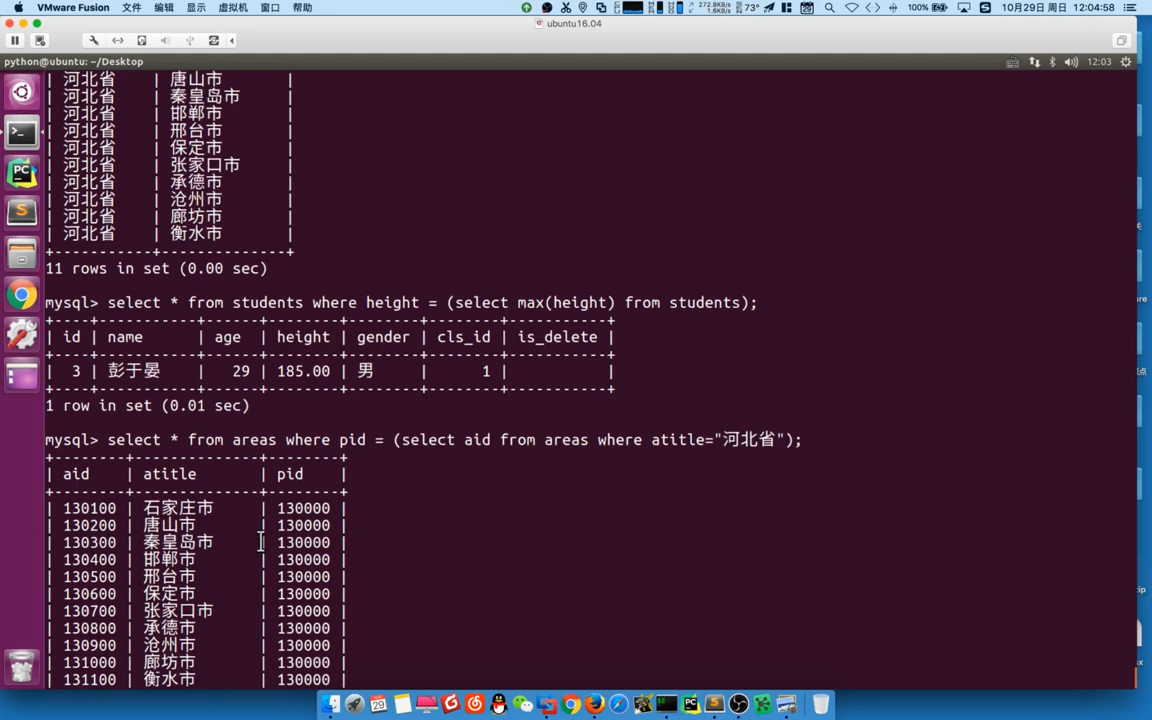 VMware Fusion 文件 编辑 查看 虚拟机 窗口 帮助 272.8KB/s 1.6KB/s 73° 100% 10月29日 周日 12:04:58
ubuntu16.04
python@ubuntu: ~/Desktop 12:03
| 河北省 | 唐山市 |
| 河北省 | 秦皇岛市 |
| 河北省 | 邯郸市 |
| 河北省 | 邢台市 |
| 河北省 | 保定市 |
| 河北省 | 张家口市 |
| 河北省 | 承德市 |
| 河北省 | 沧州市 |
| 河北省 | 廊坊市 |
| 河北省 | 衡水市 |
+-----------+--------------+
11 rows in set (0.00 sec)
mysql> select * from students where height = (select max(height) from students);
+----+-----------+------+--------+--------+--------+-----------+
| id | name | age | height | gender | cls_id | is_delete |
+----+-----------+------+--------+--------+--------+-----------+
| 3 | 彭于晏 | 29 | 185.00 | 男 | 1 | |
+----+-----------+------+--------+--------+--------+-----------+
1 row in set (0.01 sec)
mysql> select * from areas where pid = (select aid from areas where atitle="河北省");
+--------+--------------+--------+
| aid | atitle | pid |
+--------+--------------+--------+
| 130100 | 石家庄市 | 130000 |
| 130200 | 唐山市 | 130000 |
| 130300 | 秦皇岛市 | 130000 |
| 130400 | 邯郸市 | 130000 |
| 130500 | 邢台市 | 130000 |
| 130600 | 保定市 | 130000 |
| 130700 | 张家口市 | 130000 |
| 130800 | 承德市 | 130000 |
| 130900 | 沧州市 | 130000 |
| 131000 | 廊坊市 | 130000 |
| 131100 | 衡水市 | 130000 |